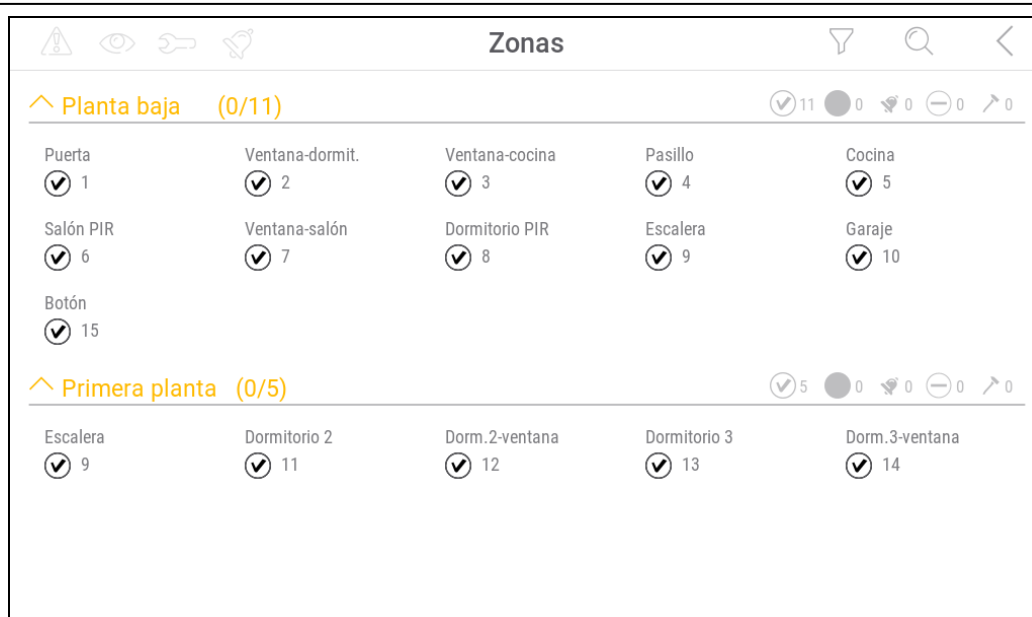 Zonas
Planta baja (0/11) 11 0 0 0 0
Puerta Ventana-dormit. Ventana-cocina Pasillo Cocina
1 2 3 4 5
Salón PIR Ventana-salón Dormitorio PIR Escalera Garaje
6 7 8 9 10
Botón
15
Primera planta (0/5) 5 0 0 0 0
Escalera Dormitorio 2 Dorm.2-ventana Dormitorio 3 Dorm.3-ventana
9 11 12 13 14